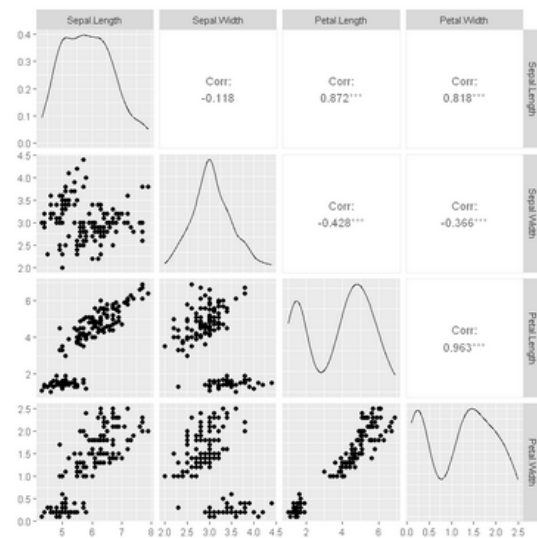 Sepal.Length Sepal.Width Petal.Length Petal.Width
0.4
0.3
0.2
0.1
0.0
Corr:
-0.118
Corr:
0.872***
Corr:
0.818***
Sepal.Length
4.5
4.0
3.5
3.0
2.5
2.0
Corr:
-0.428***
Corr:
-0.366***
Sepal.Width
6
4
2
Corr:
0.963***
Petal.Length
2.5
2.0
1.5
1.0
0.5
0.0
Petal.Width
5 6 7 8 2.0 2.5 3.0 3.5 4.0 4.5 2 4 6 0.0 0.5 1.0 1.5 2.0 2.5